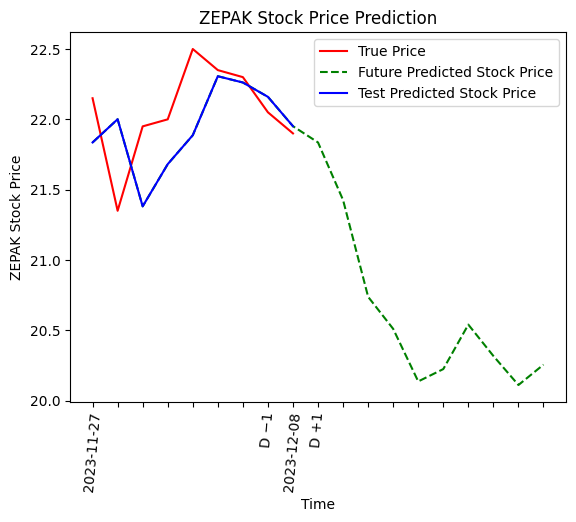 ZEPAK Stock Price Prediction
True Price
Future Predicted Stock Price
Test Predicted Stock Price
ZEPAK Stock Price
22.5
22.0
21.5
21.0
20.5
20.0
2023-11-27
D −1
2023-12-08
D +1
Time